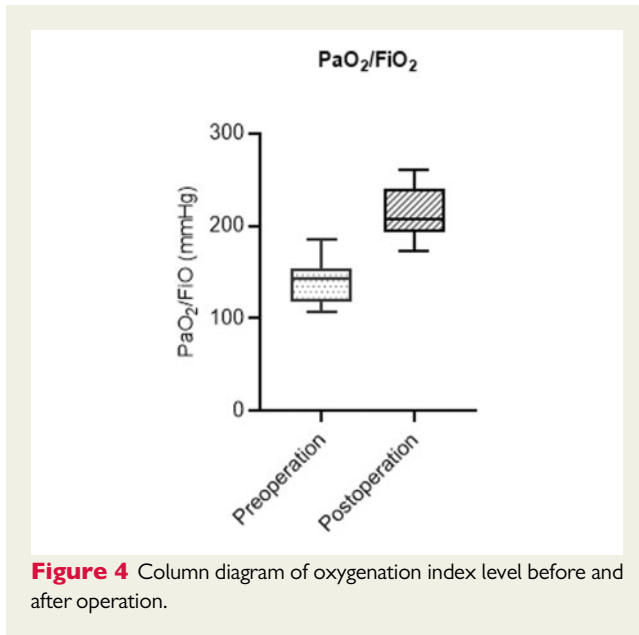 PaO₂/FiO₂
300
200
100
0
PaO₂/FiO (mmHg)
Preoperation
Postoperation
Figure 4 Column diagram of oxygenation index level before and
after operation.